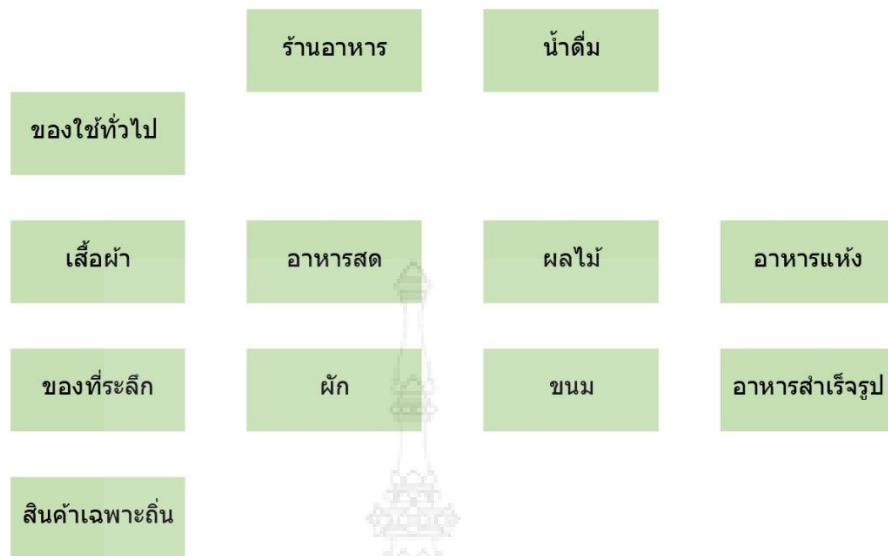 ร้านอาหาร
น้ำดื่ม
ของใช้ทั่วไป
เสื้อผ้า
อาหารสด
ผลไม้
อาหารแห้ง
ของที่ระลึก
ผัก
ขนม
อาหารสำเร็จรูป
สินค้าเฉพาะถิ่น